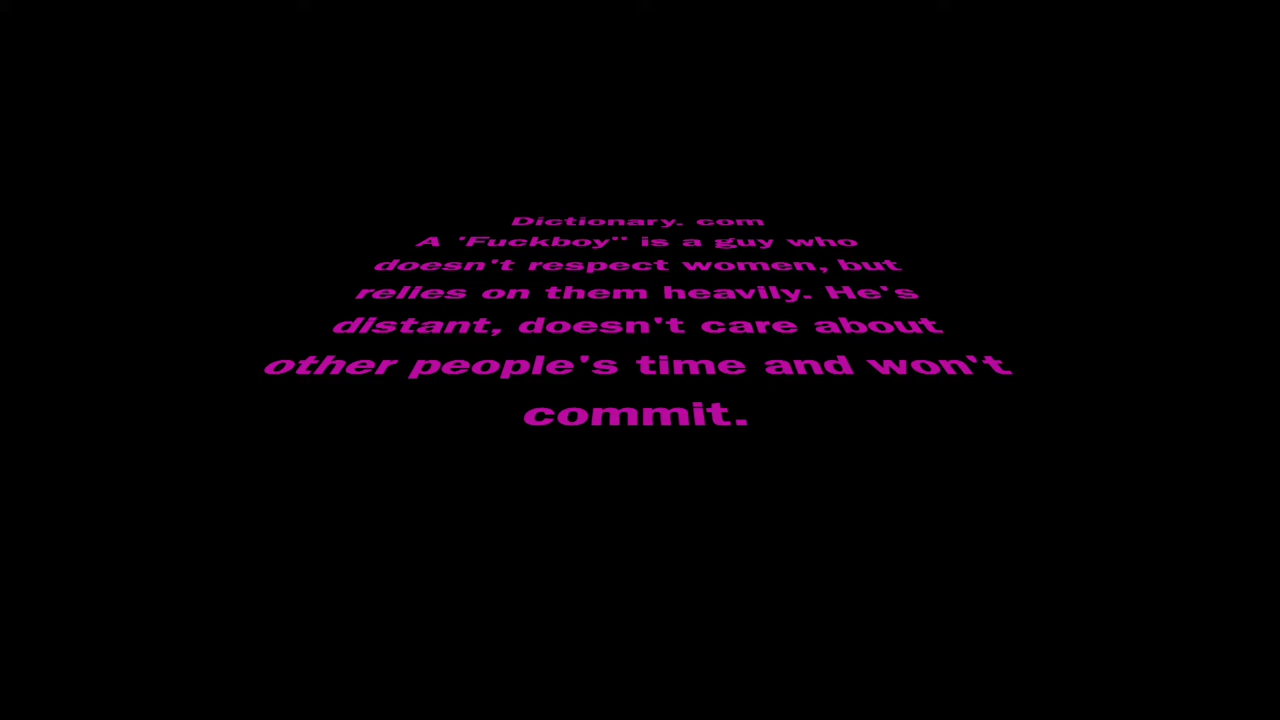 Dictionary. com
A 'Fuckboy" is a guy who
doesn't respect women, but
relies on them heavily. He's
distant, doesn't care about
other people's time and won't
commit.